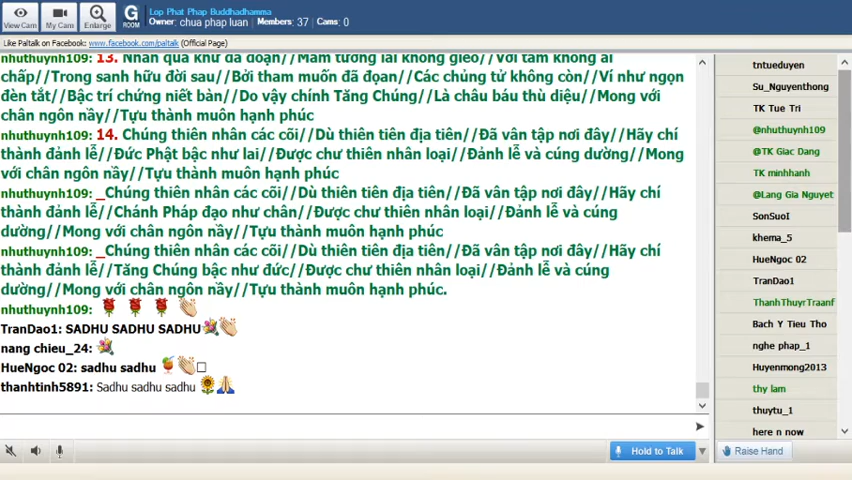 View Cam
My Cam
Enlarge
G
ROOM
Lop Phat Phap Buddhadhamma
Owner: chua phap luan Members: 37 Cams: 0
Like Paltalk on Facebook: www.facebook.com/paltalk (Official Page)
nhuthuynh109: 13. Nhân quá khứ đã đoạn//Mầm tương lai không gieo//Với tâm không ái
chấp//Trong sanh hữu đời sau//Bởi tham muốn đã đọan//Các chủng tử không còn//Ví như ngọn
đèn tắt//Bậc trí chứng niết bàn//Do vậy chính Tăng Chúng//Là châu báu thù diệu//Mong với
chân ngôn nầy//Tựu thành muôn hạnh phúc
nhuthuynh109: 14. Chúng thiên nhân các cõi//Dù thiên tiên địa tiên//Đã vân tập nơi đây//Hãy chí
thành đảnh lễ//Đức Phật bậc như lai//Được chư thiên nhân loại//Đảnh lễ và cúng dường//Mong
với chân ngôn nầy//Tựu thành muôn hạnh phúc
nhuthuynh109: _Chúng thiên nhân các cõi//Dù thiên tiên địa tiên//Đã vân tập nơi đây//Hãy chí
thành đảnh lễ//Chánh Pháp đạo như chân//Được chư thiên nhân loại//Đảnh lễ và cúng
dường//Mong với chân ngôn nầy//Tựu thành muôn hạnh phúc
nhuthuynh109: _Chúng thiên nhân các cõi//Dù thiên tiên địa tiên//Đã vân tập nơi đây//Hãy chí
thành đảnh lễ//Tăng Chúng bậc như đức//Được chư thiên nhân loại//Đảnh lễ và cúng
dường//Mong với chân ngôn nầy//Tựu thành muôn hạnh phúc.
nhuthuynh109:
TranDao1: SADHU SADHU SADHU
nang chieu_24:
HueNgoc 02: sadhu sadhu
thanhtinh5891: Sadhu sadhu sadhu
Hold to Talk
Raise Hand
tntueduyen
Su_Nguyenthong
TK Tue Tri
@nhuthuynh109
@TK Giac Dang
TK minhhanh
@Lang Gia Nguyet
SonSuoI
khema_5
HueNgoc 02
TranDao1
ThanhThuyrTraanf
Bach Y Tieu Tho
nghe phap_1
Huyenmong2013
thy lam
thuytu_1
here n now